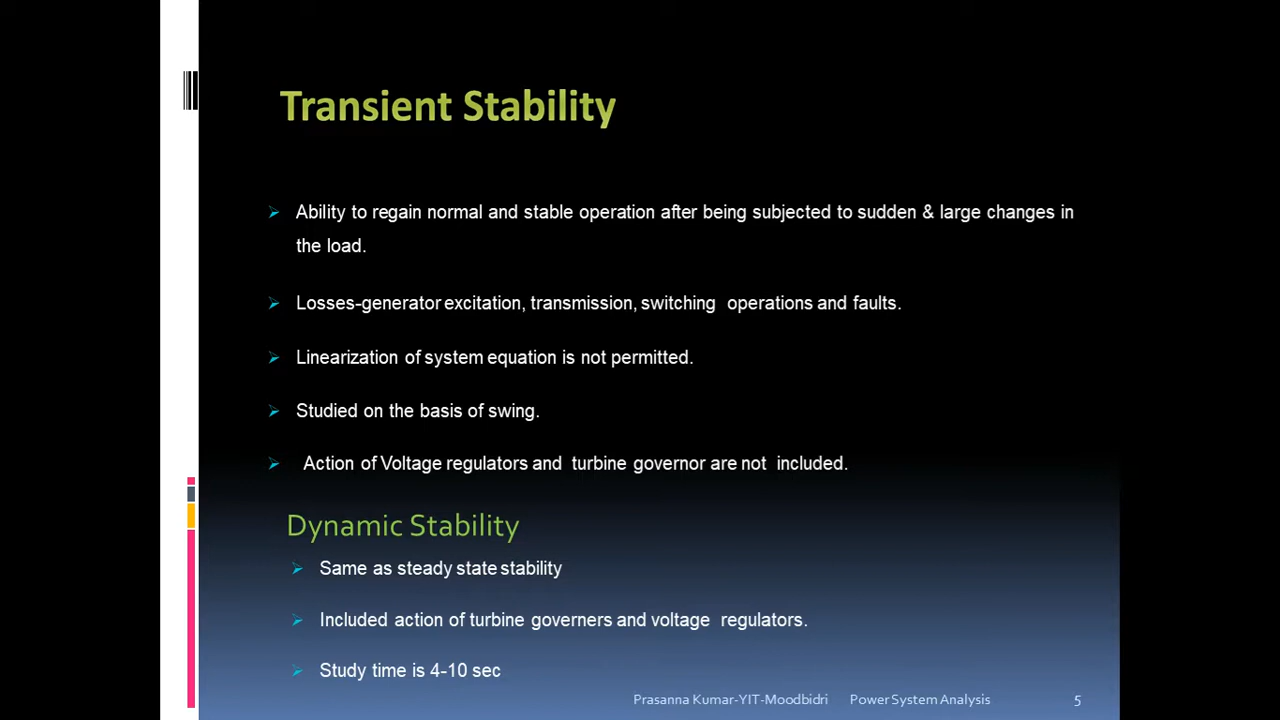 Transient Stability
Ability to regain normal and stable operation after being subjected to sudden & large changes in
the load.
Losses-generator excitation, transmission, switching operations and faults.
Linearization of system equation is not permitted.
Studied on the basis of swing.
Action of Voltage regulators and turbine governor are not included.
Dynamic Stability
Same as steady state stability
Included action of turbine governers and voltage regulators.
Study time is 4-10 sec
Prasanna Kumar-YIT-Moodbidri Power System Analysis 5